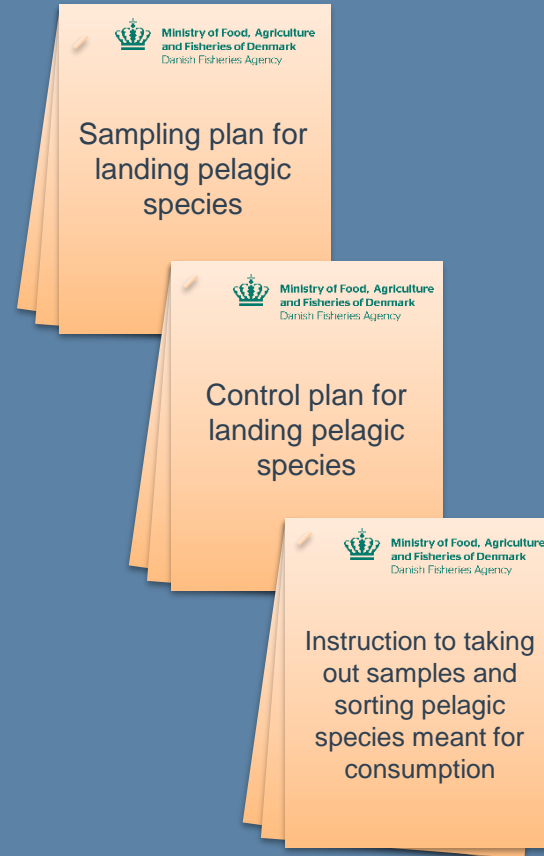 Ministry of Food, Agriculture
and Fisheries of Denmark
Danish Fisheries Agency
Sampling plan for
landing pelagic
species
Ministry of Food, Agriculture
and Fisheries of Denmark
Danish Fisheries Agency
Control plan for
landing pelagic
species
Ministry of Food, Agriculture
and Fisheries of Denmark
Danish Fisheries Agency
Instruction to taking
out samples and
sorting pelagic
species meant for
consumption